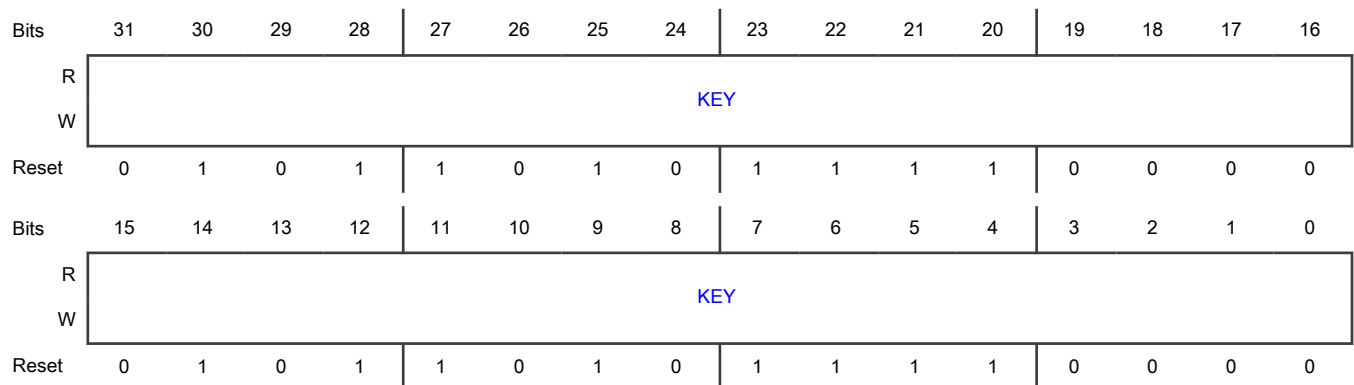 Bits 31 30 29 28 27 26 25 24 23 22 21 20 19 18 17 16
R
KEY
W
Reset 0 1 0 1 1 0 1 0 1 1 1 1 0 0 0 0
Bits 15 14 13 12 11 10 9 8 7 6 5 4 3 2 1 0
R
KEY
W
Reset 0 1 0 1 1 0 1 0 1 1 1 1 0 0 0 0